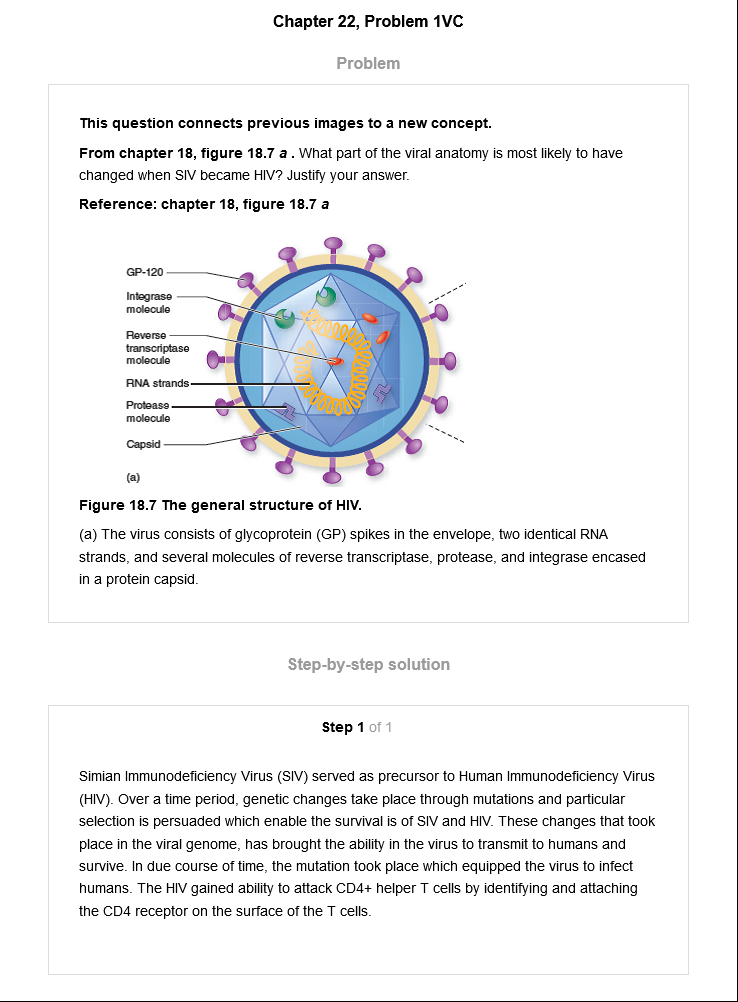 Chapter 22, Problem 1VC
Problem
This question connects previous images to a new concept.
From chapter 18, figure 18.7 a . What part of the viral anatomy is most likely to have
changed when SIV became HIV? Justify your answer.
Reference: chapter 18, figure 18.7 a
GP-120
Integrase
molecule
Reverse
transcriptase
molecule
RNA strands
Protease
molecule
Capsid
(a)
Figure 18.7 The general structure of HIV.
(a) The virus consists of glycoprotein (GP) spikes in the envelope, two identical RNA
strands, and several molecules of reverse transcriptase, protease, and integrase encased
in a protein capsid.
Step-by-step solution
Step 1 of 1
Simian Immunodeficiency Virus (SIV) served as precursor to Human Immunodeficiency Virus
(HIV). Over a time period, genetic changes take place through mutations and particular
selection is persuaded which enable the survival is of SIV and HIV. These changes that took
place in the viral genome, has brought the ability in the virus to transmit to humans and
survive. In due course of time, the mutation took place which equipped the virus to infect
humans. The HIV gained ability to attack CD4+ helper T cells by identifying and attaching
the CD4 receptor on the surface of the T cells.